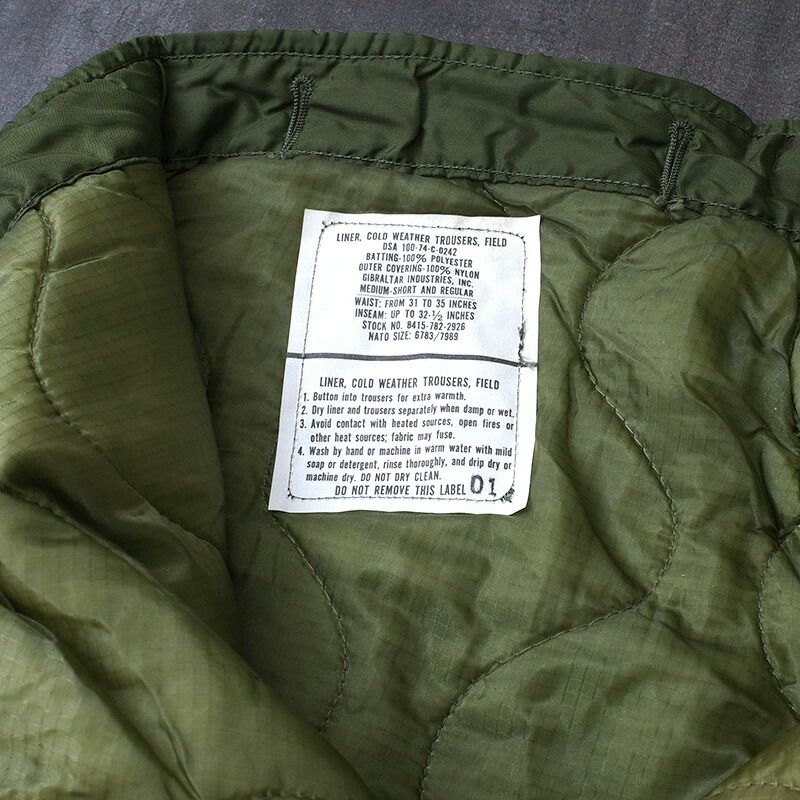 LINER, COLD WEATHER TROUSERS, FIELD
DSA 100-74-C-0242
BATTING-100% POLYESTER
OUTER COVERING-100% NYLON
GIBRALTAR INDUSTRIES, INC.
MEDIUM-SHORT AND REGULAR
WAIST: FROM 31 TO 35 INCHES
INSEAM: UP TO 32-½ INCHES
STOCK NO. 8415-782-2926
NATO SIZE: 6783/7989
LINER, COLD WEATHER TROUSERS, FIELD
1. Button into trousers for extra warmth.
2. Dry liner and trousers separately when damp or wet.
3. Avoid contact with heated sources, open fires or
other heat sources; fabric may fuse.
4. Wash by hand or machine in warm water with mild
soap or detergent, rinse thoroughly, and drip dry or
machine dry. DO NOT DRY CLEAN.
DO NOT REMOVE THIS LABEL 01